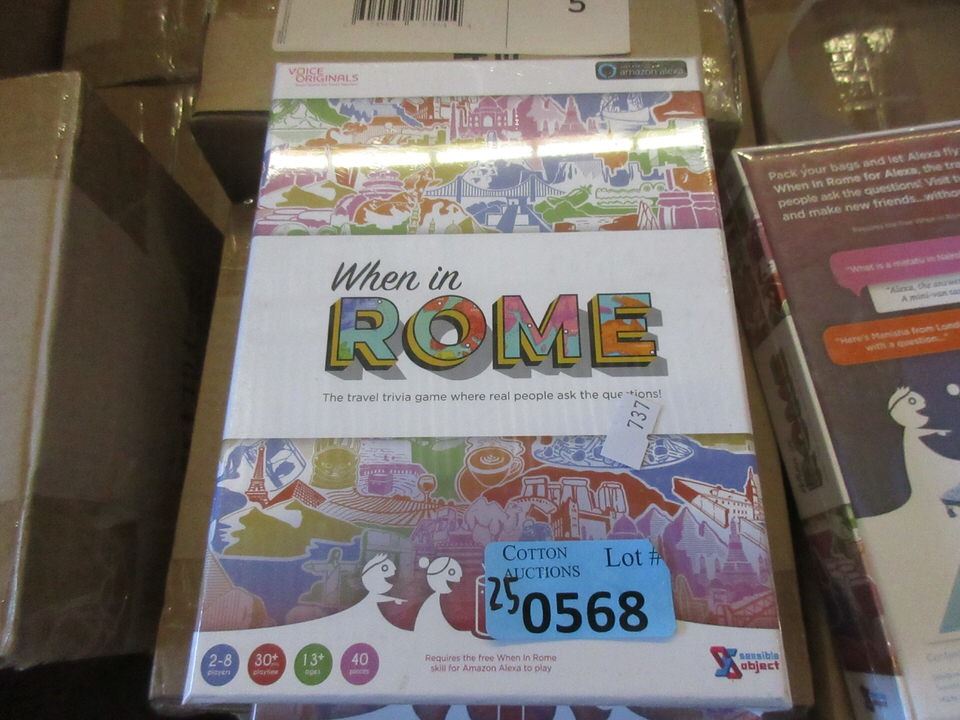 5
VOICE
ORIGINALS
amazon alexa
When in
ROME
The travel trivia game where real people ask the questions!
737
COTTON
AUCTIONS
Lot #
25
0568
2-8
players
30+
playtime
13+
ages
40
pieces
Requires the free When In Rome
skill for Amazon Alexa to play
sensible
object
Pack your bags and let Alexa fly
When In Rome for Alexa, the tra
people ask the questions! Visit
and make new friends...witho
"What is a matatu in Nairo
"Alexa, the answe
A mini-van
"Here's Manisha from Lond
with a question..."